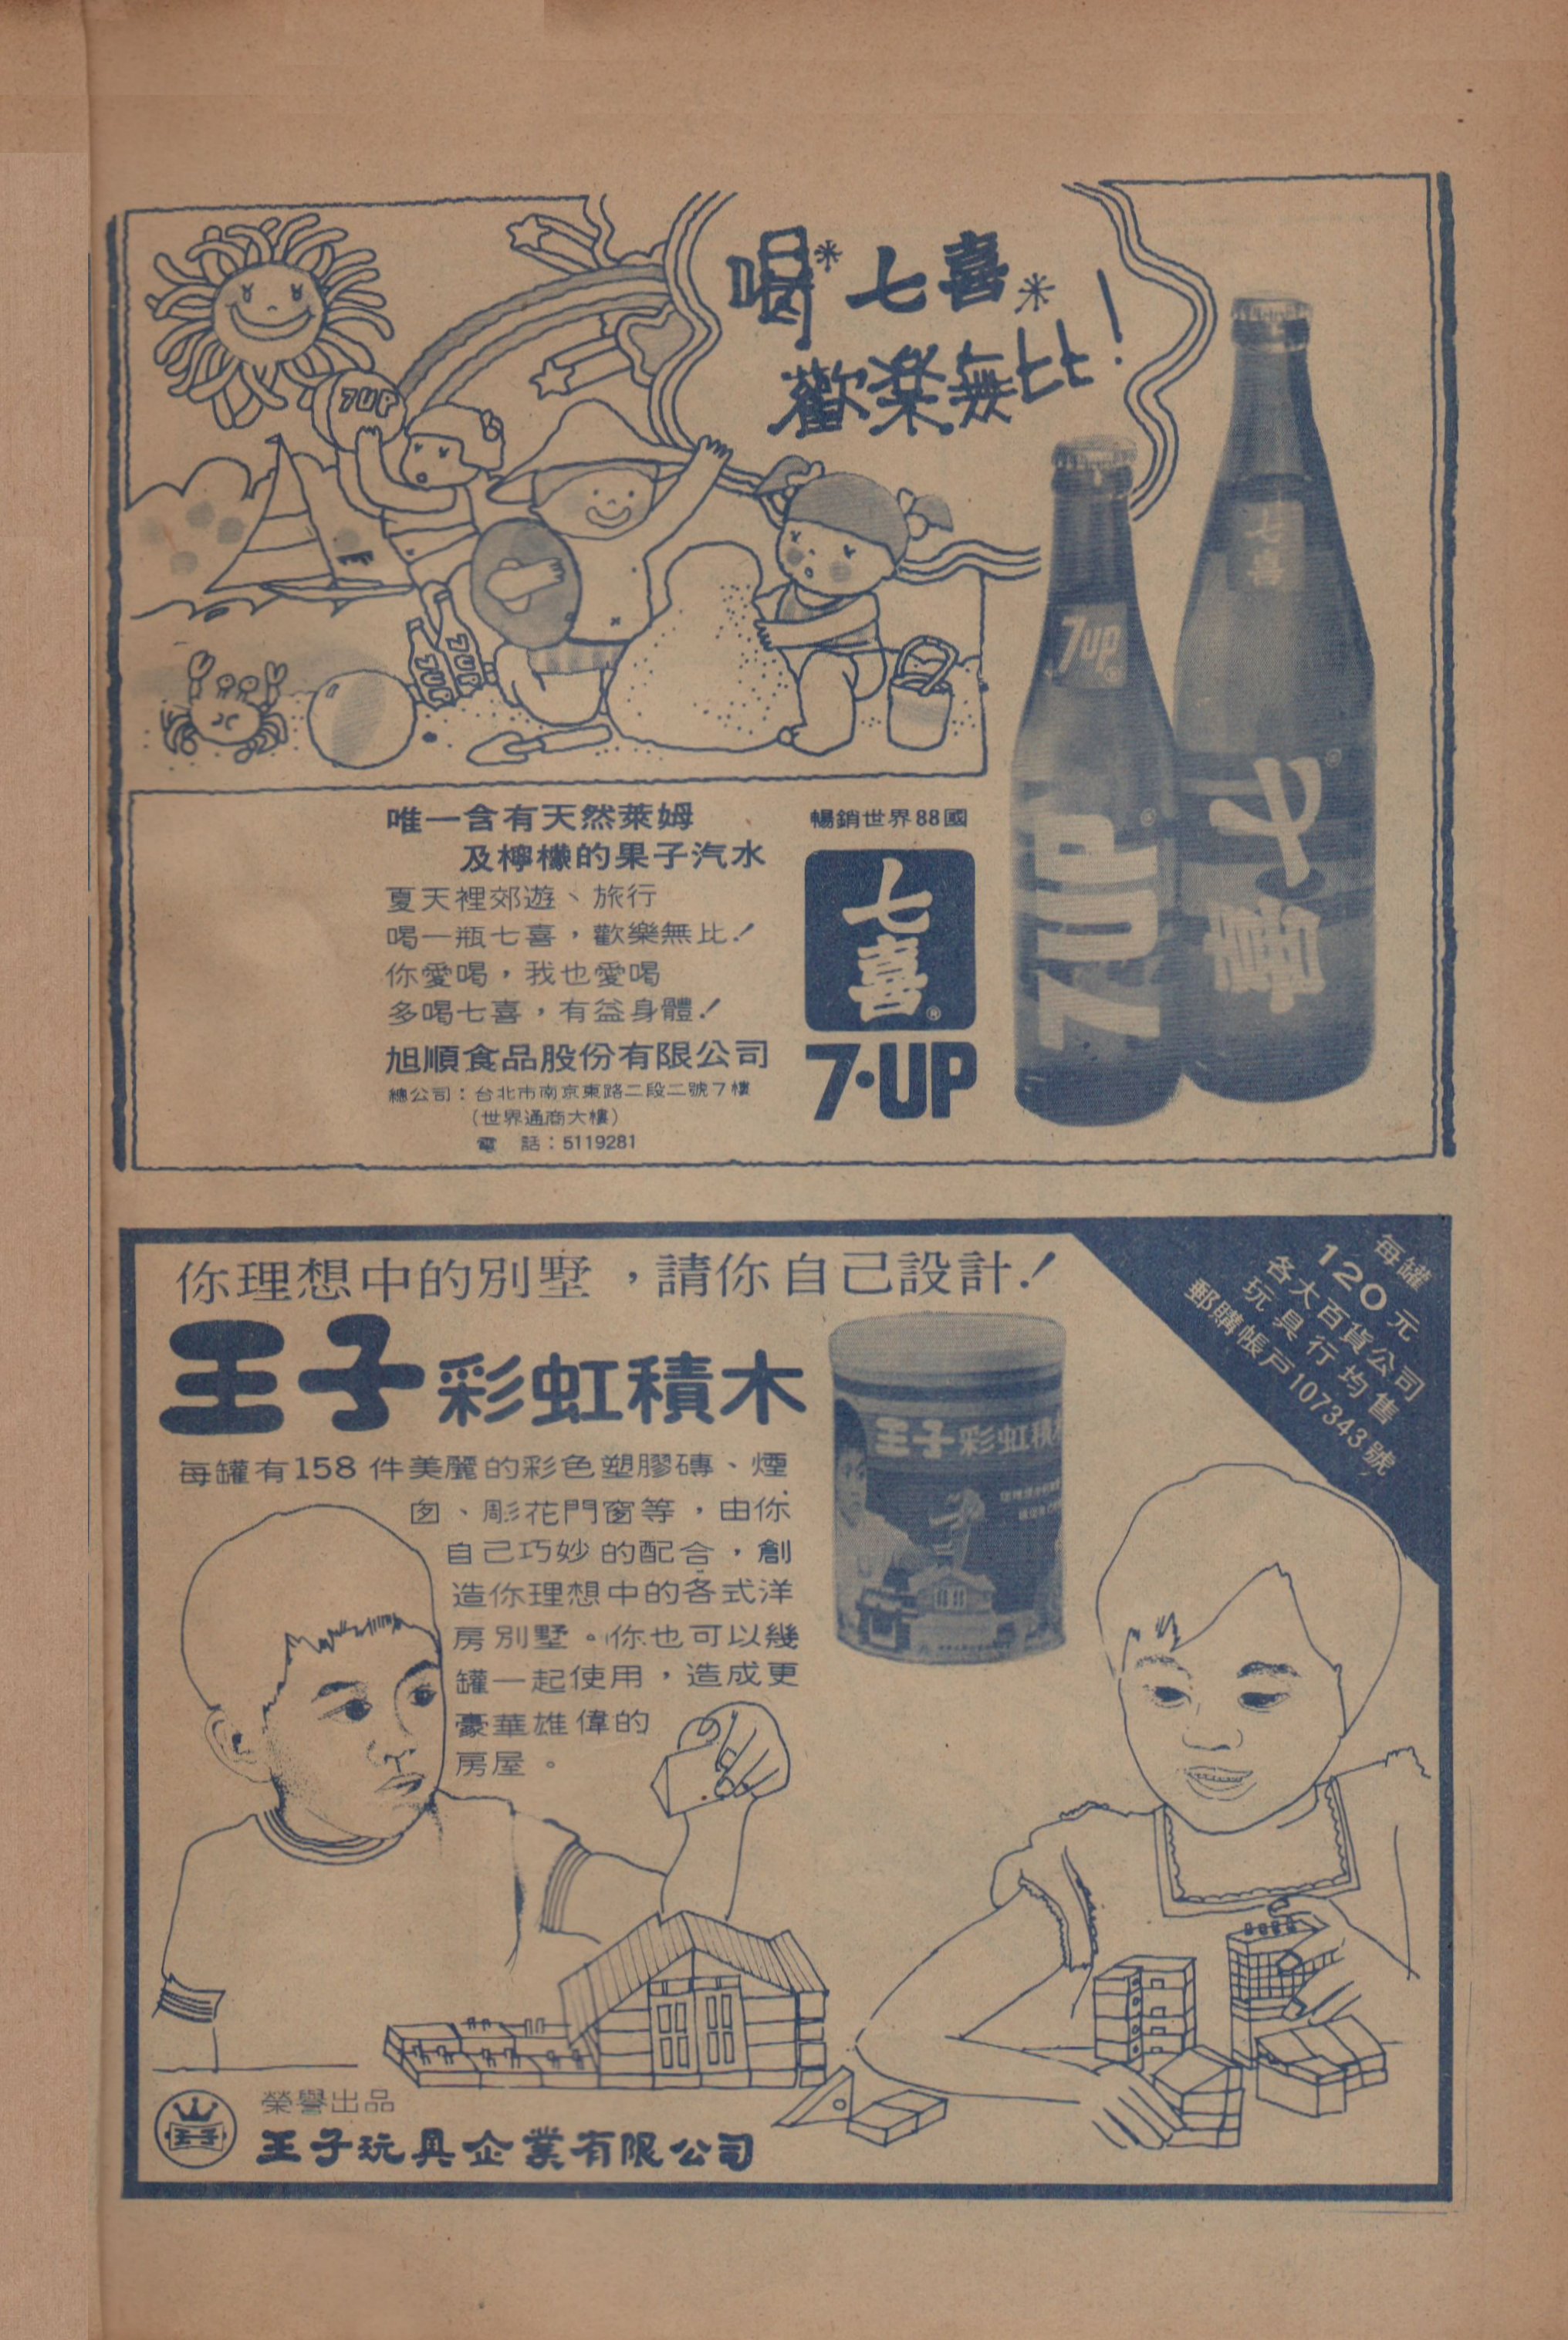 喝七喜
歡樂無比！
7UP
7UP
7UP
7up
7UP
七喜
七喜
唯一含有天然萊姆
及檸檬的果子汽水
夏天裡郊遊、旅行
喝一瓶七喜，歡樂無比！
你愛喝，我也愛喝
多喝七喜，有益身體！
旭順食品股份有限公司
總公司：台北市南京東路二段二號7樓
(世界通商大樓)
電　話：5119281
暢銷世界88國
七喜®
7·UP
你理想中的別墅，請你自己設計！
王子彩虹積木
每罐有158件美麗的彩色塑膠磚、煙
囱、彫花門窗等，由你
自己巧妙的配合，創
造你理想中的各式洋
房別墅。你也可以幾
罐一起使用，造成更
豪華雄偉的
房屋。
每罐
120元
各大百貨公司
玩具行均售
郵購帳戶107343號
王子彩虹積木
王子
榮譽出品
王子玩具企業有限公司